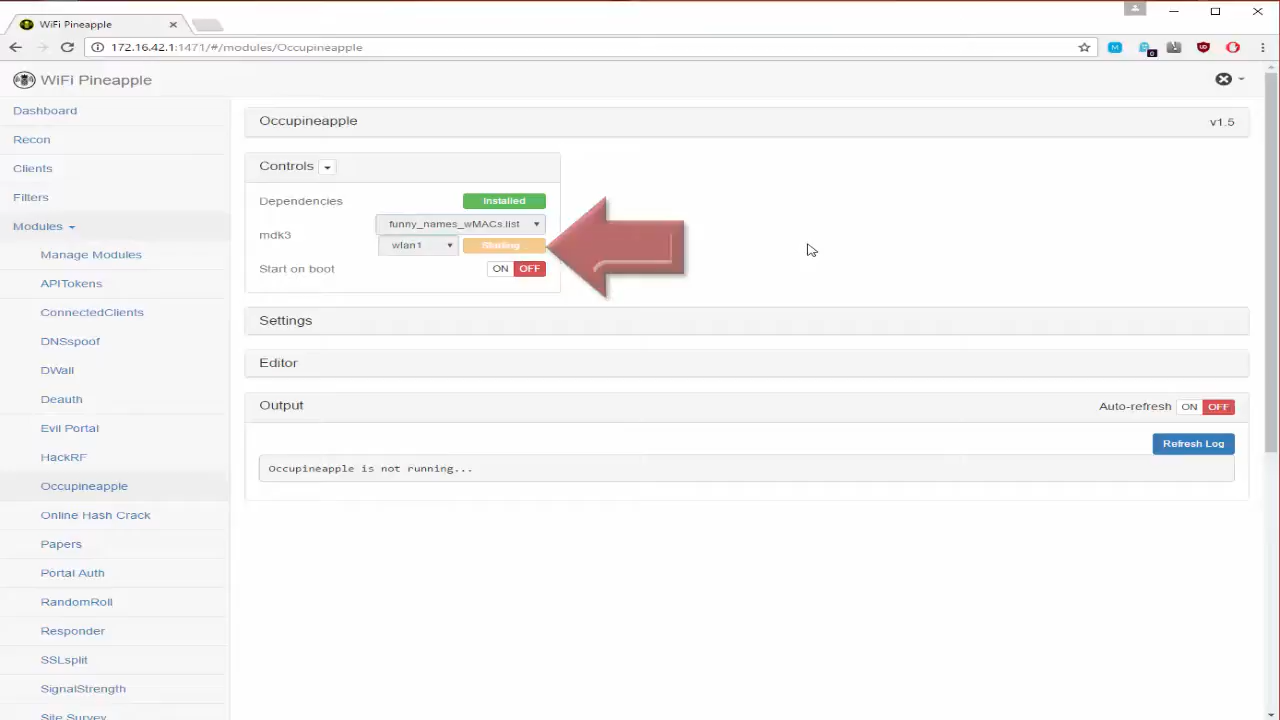 WiFi Pineapple
172.16.42.1:1471/#/modules/Occupineapple
WiFi Pineapple
Dashboard
Recon
Clients
Filters
Modules
Manage Modules
APITokens
ConnectedClients
DNSspoof
DWall
Deauth
Evil Portal
HackRF
Occupineapple
Online Hash Crack
Papers
Portal Auth
RandomRoll
Responder
SSLsplit
SignalStrength
Site Survey
Occupineapple v1.5
Controls
Dependencies Installed
funny_names_wMACs.list
mdk3
wlan1 Starting...
Start on boot ON OFF
Settings
Editor
Output Auto-refresh ON OFF
Refresh Log
Occupineapple is not running...